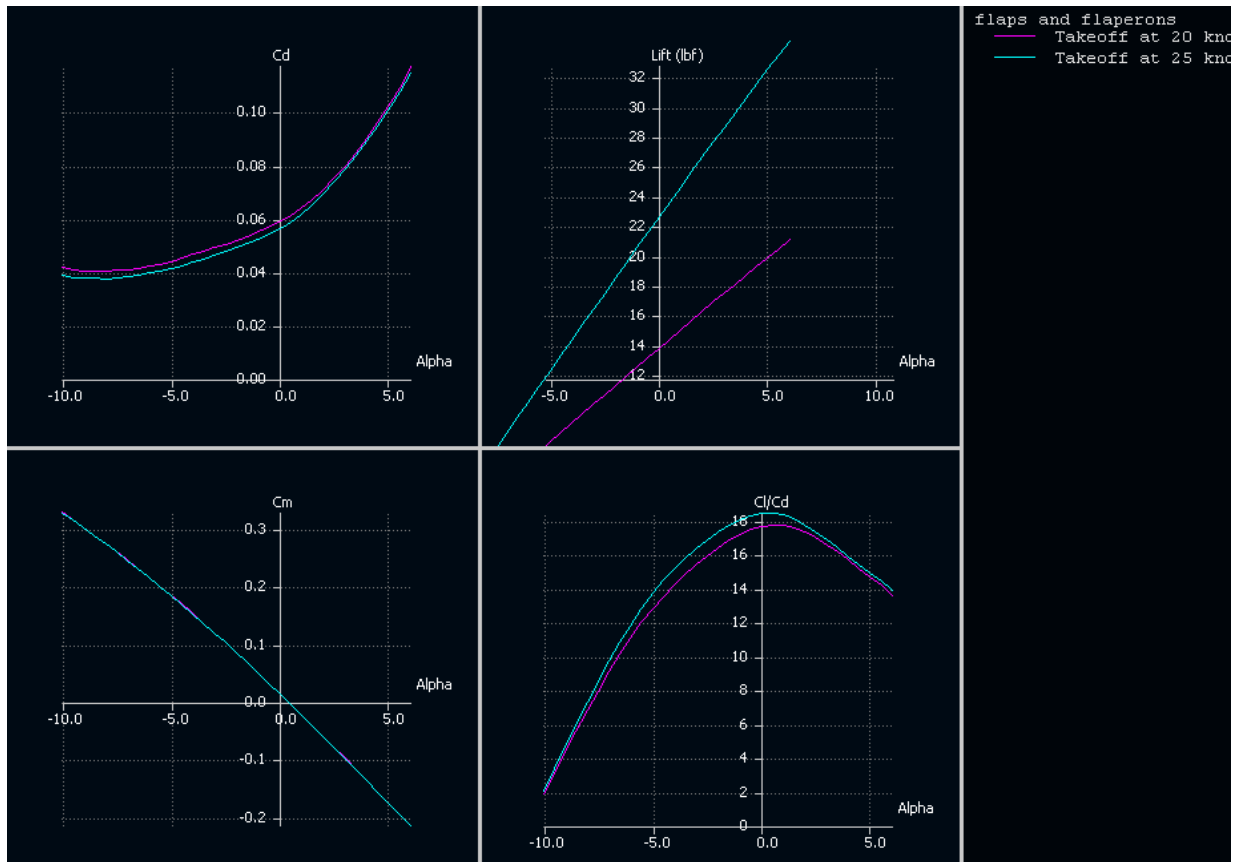 flaps and flaperons
Takeoff at 20 kno
Takeoff at 25 kno
Cd
0.10
0.08
0.06
0.04
0.02
0.00
Alpha
-10.0 -5.0 0.0 5.0
Lift (lbf)
32
30
28
26
24
22
20
18
16
14
12
Alpha
-5.0 0.0 5.0 10.0
Cm
0.3
0.2
0.1
0.0
Alpha
-10.0 -5.0 0.0 5.0
-0.1
-0.2
Cl/Cd
18
16
14
12
10
8
6
4
2
0
Alpha
-10.0 -5.0 0.0 5.0